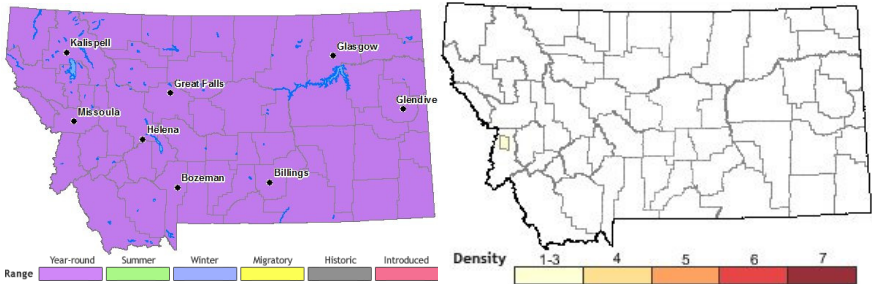 Kalispell
Glasgow
Great Falls
Glendive
Missoula
Helena
Bozeman
Billings
Range Year-round Summer Winter Migratory Historic Introduced
Density 1-3 4 5 6 7